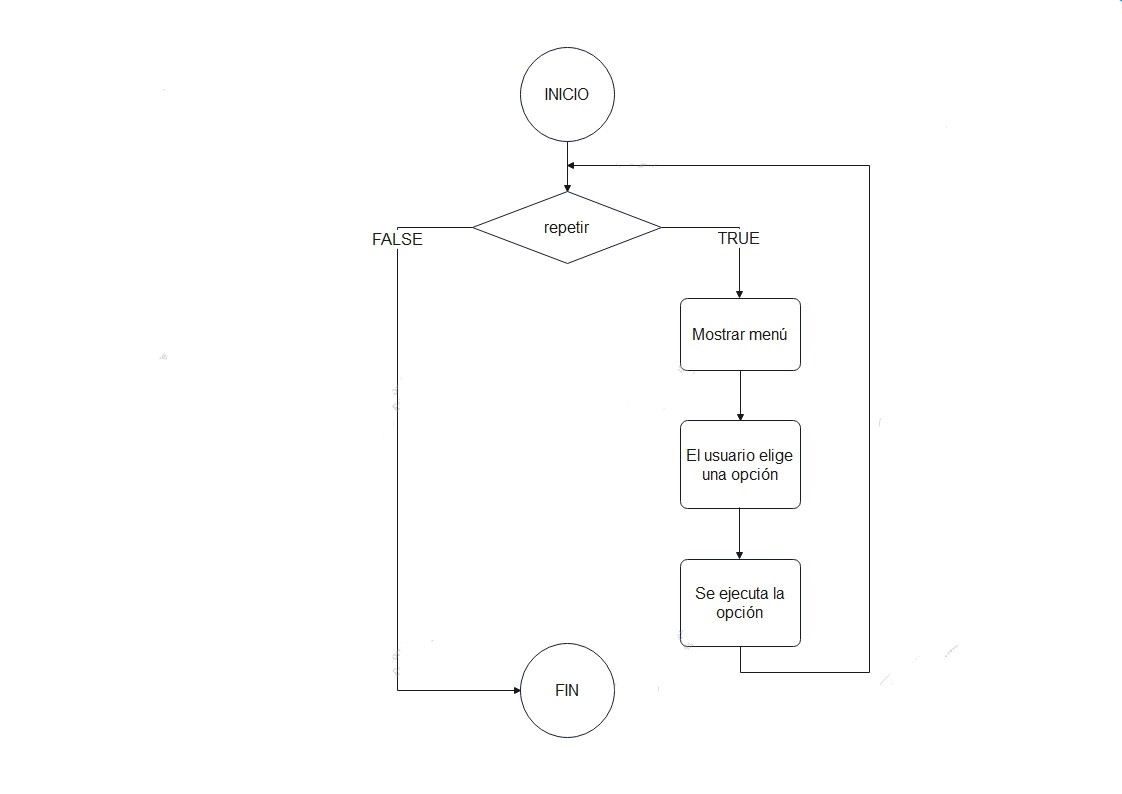 INICIO
repetir
FALSE
TRUE
Mostrar menú
El usuario elige
una opción
Se ejecuta la
opción
FIN